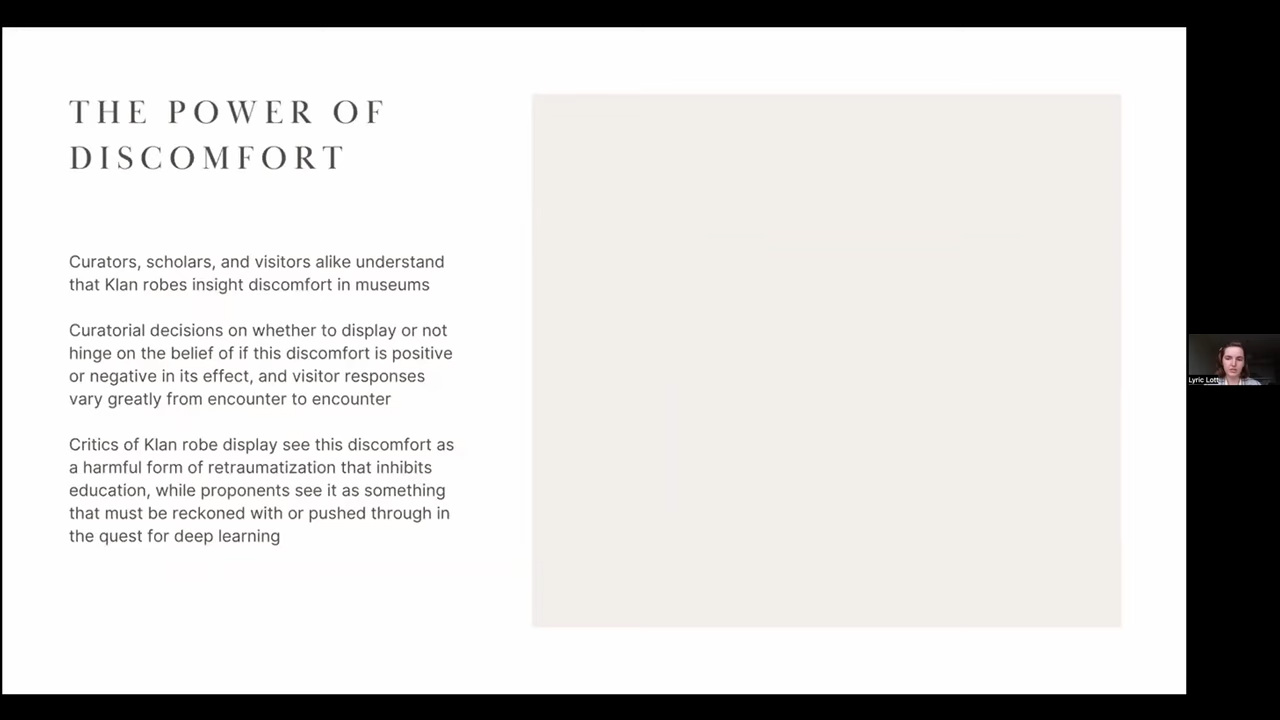 THE POWER OF
DISCOMFORT
Curators, scholars, and visitors alike understand
that Klan robes insight discomfort in museums
Curatorial decisions on whether to display or not
hinge on the belief of if this discomfort is positive
or negative in its effect, and visitor responses
vary greatly from encounter to encounter
Critics of Klan robe display see this discomfort as
a harmful form of retraumatization that inhibits
education, while proponents see it as something
that must be reckoned with or pushed through in
the quest for deep learning
Lyric Lott